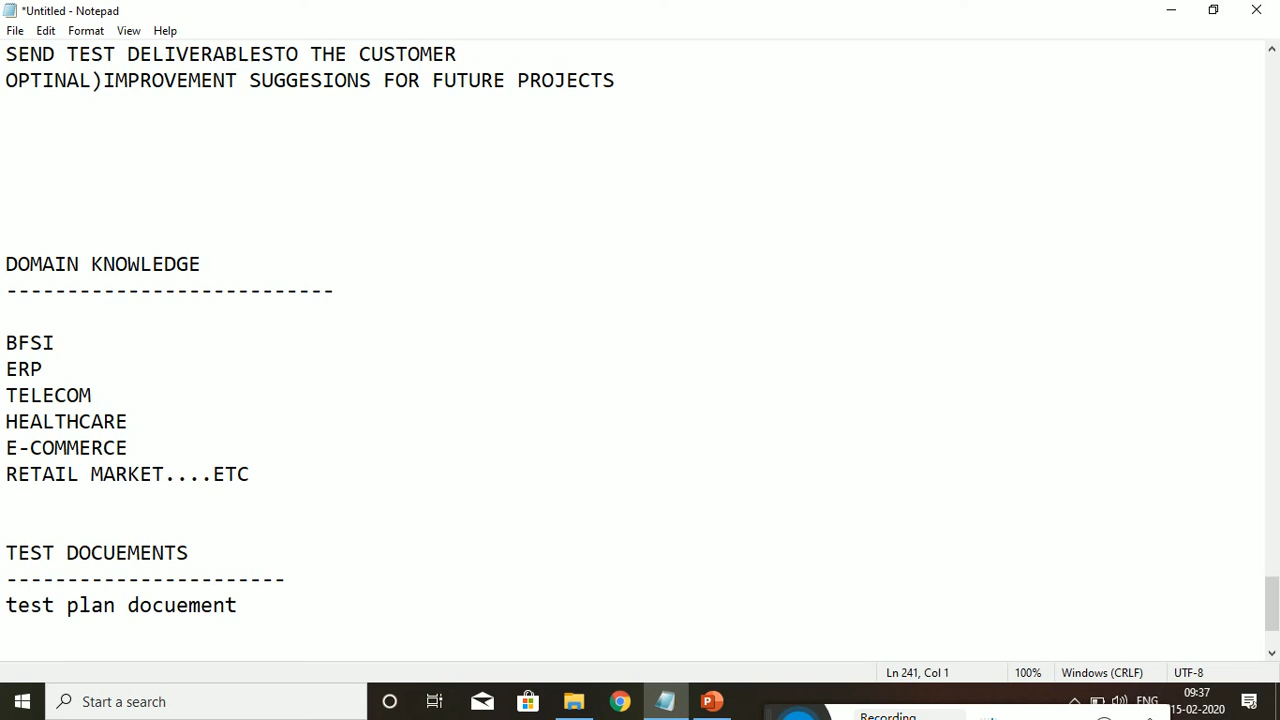 *Untitled - Notepad
File Edit Format View Help
SEND TEST DELIVERABLESTO THE CUSTOMER
OPTINAL)IMPROVEMENT SUGGESIONS FOR FUTURE PROJECTS
DOMAIN KNOWLEDGE
---------------------------
BFSI
ERP
TELECOM
HEALTHCARE
E-COMMERCE
RETAIL MARKET....ETC
TEST DOCUEMENTS
-----------------------
test plan docuement
Ln 241, Col 1 100% Windows (CRLF) UTF-8
Start a search
ENG
09:37
15-02-2020
Recording